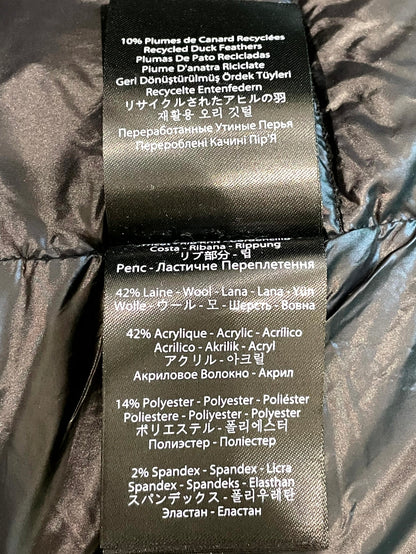 10% Plumes de Canard Recyclées
Recycled Duck Feathers
Plumas De Pato Recicladas
Piume D'anatra Riciclate
Geri Dönüştürülmüş Ördek Tüyleri
Recycelte Entenfedern
リサイクルされたアヒルの羽
재활용 오리 깃털
Переработанные Утиные Перья
Перероблені Качині Пір'Я
Costa - Ribana - Rippung
リブ部分 - 립
Репс - Ластичне Переплетення
42% Laine - Wool - Lana - Lana - Yün
Wolle - ウール - 모 - Шерсть - Вовна
42% Acrylique - Acrylic - Acrílico
Acrilico - Akrilik - Acryl
アクリル - 아크릴
Акриловое Волокно - Акрил
14% Polyester - Polyester - Poliéster
Poliestere - Poliyester - Polyester
ポリエステル - 폴리에스터
Полиэстер - Поліестер
2% Spandex - Spandex - Licra
Spandex - Spandeks - Elasthan
スパンデックス - 폴리우레탄
Эластан - Еластан